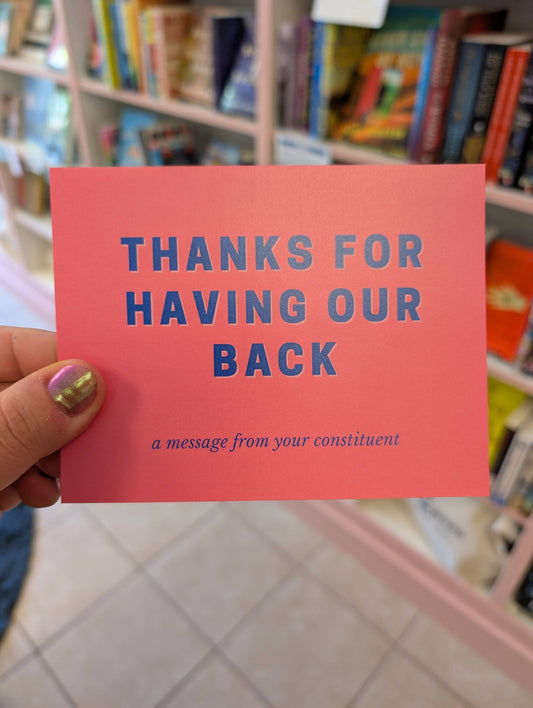 THANKS FOR
HAVING OUR
BACK
a message from your constituent